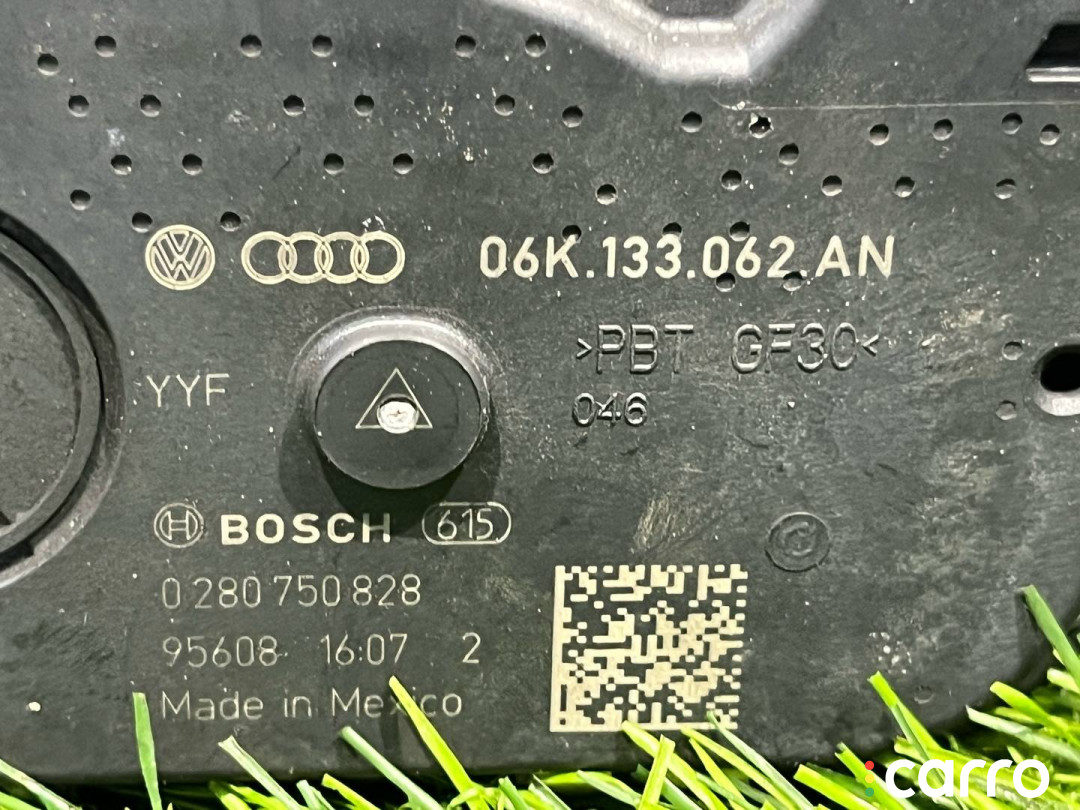 06K.133.062.AN
>PBT GF30<
YYF
046
BOSCH 615
0 280 750 828
95608 16:07 2
Made in Mexico
carro